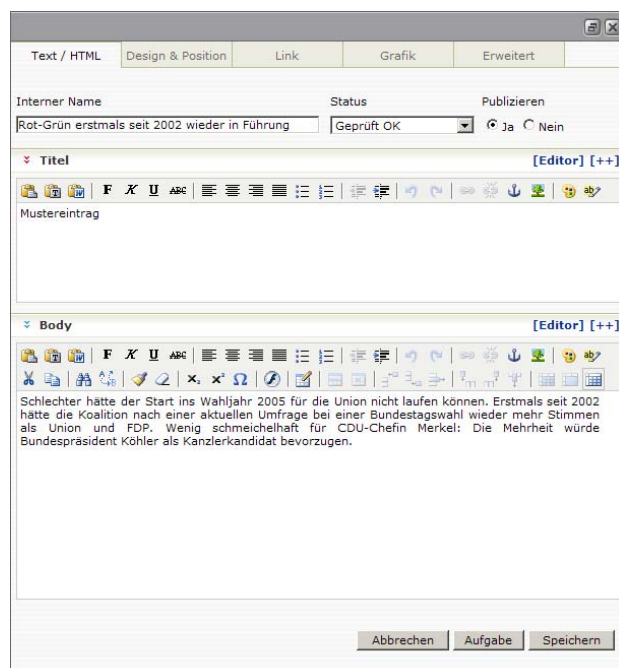 Text / HTML Design & Position Link Grafik Erweitert
Interner Name Status Publizieren
Rot-Grün erstmals seit 2002 wieder in Führung Geprüft OK Ja Nein
Titel [Editor] [++]
F K U ABC
Mustereintrag
Body [Editor] [++]
F K U ABC
x₂ x² Ω
Schlechter hätte der Start ins Wahljahr 2005 für die Union nicht laufen können. Erstmals seit 2002
hätte die Koalition nach einer aktuellen Umfrage bei einer Bundestagswahl wieder mehr Stimmen
als Union und FDP. Wenig schmeichelhaft für CDU-Chefin Merkel: Die Mehrheit würde
Bundespräsident Köhler als Kanzlerkandidat bevorzugen.
Abbrechen Aufgabe Speichern